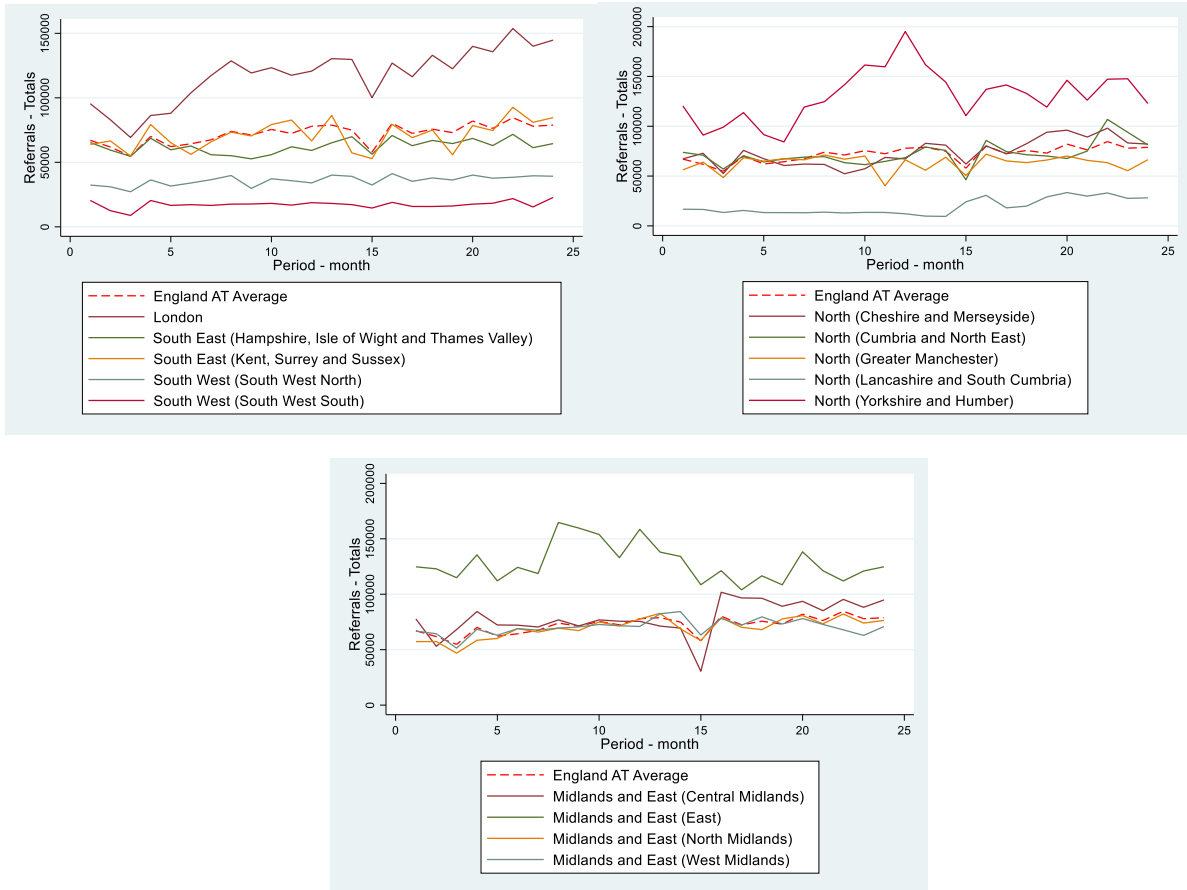 Referrals - Totals
150000
100000
50000
0
0 5 10 15 20 25
Period - month
England AT Average
London
South East (Hampshire, Isle of Wight and Thames Valley)
South East (Kent, Surrey and Sussex)
South West (South West North)
South West (South West South)
Referrals - Totals
200000
150000
100000
50000
0
0 5 10 15 20 25
Period - month
England AT Average
North (Cheshire and Merseyside)
North (Cumbria and North East)
North (Greater Manchester)
North (Lancashire and South Cumbria)
North (Yorkshire and Humber)
Referrals - Totals
200000
150000
100000
50000
0
0 5 10 15 20 25
Period - month
England AT Average
Midlands and East (Central Midlands)
Midlands and East (East)
Midlands and East (North Midlands)
Midlands and East (West Midlands)